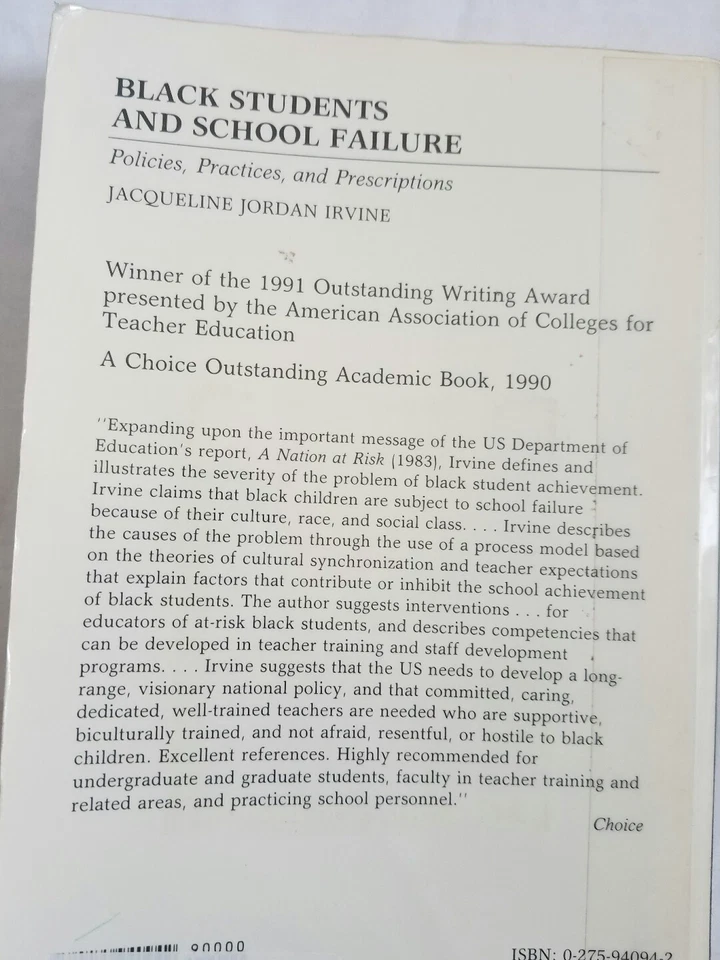 BLACK STUDENTS
AND SCHOOL FAILURE
Policies, Practices, and Prescriptions
JACQUELINE JORDAN IRVINE
Winner of the 1991 Outstanding Writing Award
presented by the American Association of Colleges for
Teacher Education
A Choice Outstanding Academic Book, 1990
"Expanding upon the important message of the US Department of
Education's report, A Nation at Risk (1983), Irvine defines and
illustrates the severity of the problem of black student achievement.
Irvine claims that black children are subject to school failure
because of their culture, race, and social class. . . . Irvine describes
the causes of the problem through the use of a process model based
on the theories of cultural synchronization and teacher expectations
that explain factors that contribute or inhibit the school achievement
of black students. The author suggests interventions . . . for
educators of at-risk black students, and describes competencies that
can be developed in teacher training and staff development
programs. . . . Irvine suggests that the US needs to develop a long-
range, visionary national policy, and that committed, caring,
dedicated, well-trained teachers are needed who are supportive,
biculturally trained, and not afraid, resentful, or hostile to black
children. Excellent references. Highly recommended for
undergraduate and graduate students, faculty in teacher training and
related areas, and practicing school personnel."
Choice
90000
ISBN: 0-275-94094-2